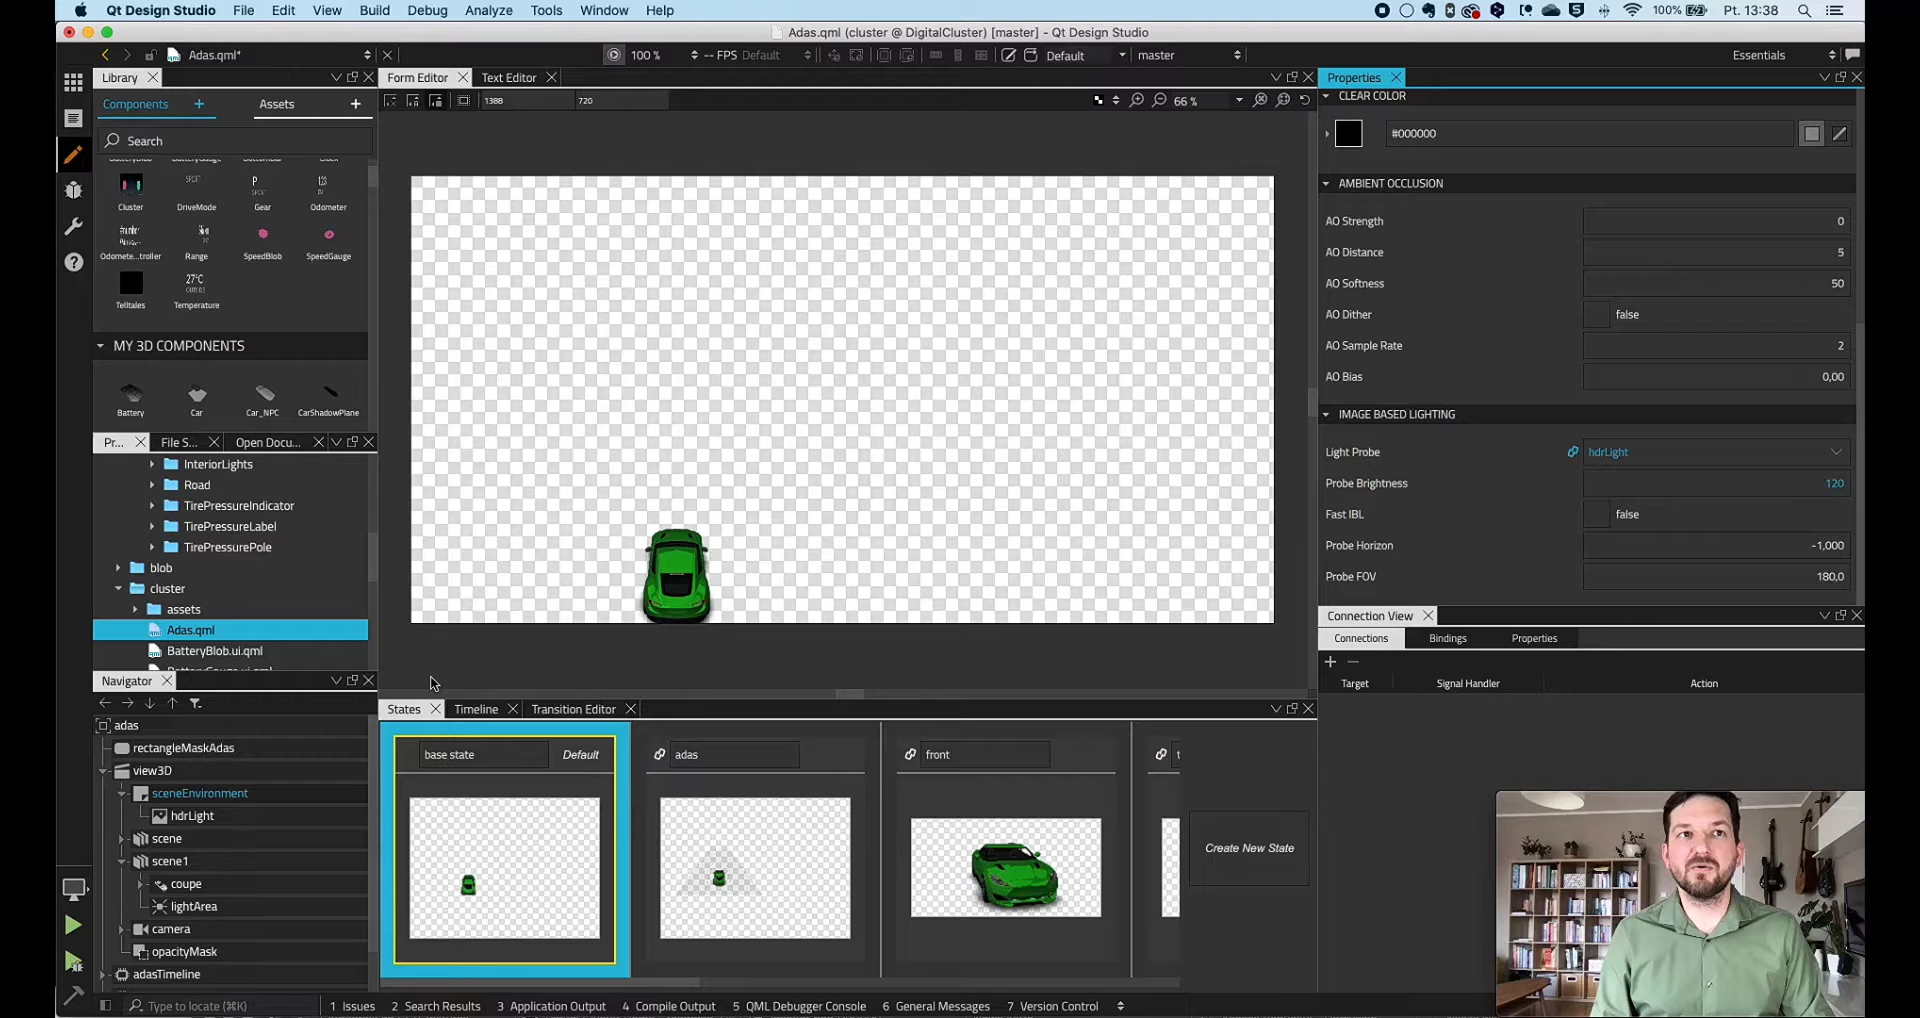 Qt Design Studio File Edit View Build Debug Analyze Tools Window Help 100% Pt. 13:38
Adas.qml (cluster @ DigitalCluster) [master] - Qt Design Studio
Adas.qml* 100 % -- FPS Default Default master Essentials
Library Form Editor Text Editor Properties
Components + Assets +
1388 720 66 %
Search
Cluster DriveMode Gear Odometer
Odomete...troller Range SpeedBlob SpeedGauge
27°C
Telltales Temperature
MY 3D COMPONENTS
Battery Car Car_NPC CarShadowPlane
Pr... File S... Open Docu...
InteriorLights
Road
TirePressureIndicator
TirePressureLabel
TirePressurePole
blob
cluster
assets
Adas.qml
BatteryBlob.ui.qml
Navigator
adas
rectangleMaskAdas
view3D
sceneEnvironment
hdrLight
scene
scene1
coupe
lightArea
camera
opacityMask
adasTimeline
States Timeline Transition Editor
base state Default
adas
front
Create New State
CLEAR COLOR
#000000
AMBIENT OCCLUSION
AO Strength 0
AO Distance 5
AO Softness 50
AO Dither false
AO Sample Rate 2
AO Bias 0,00
IMAGE BASED LIGHTING
Light Probe hdrLight
Probe Brightness 120
Fast IBL false
Probe Horizon -1,000
Probe FOV 180,0
Connection View
Connections Bindings Properties
Target Signal Handler Action
Type to locate (⌘K) 1 Issues 2 Search Results 3 Application Output 4 Compile Output 5 QML Debugger Console 6 General Messages 7 Version Control